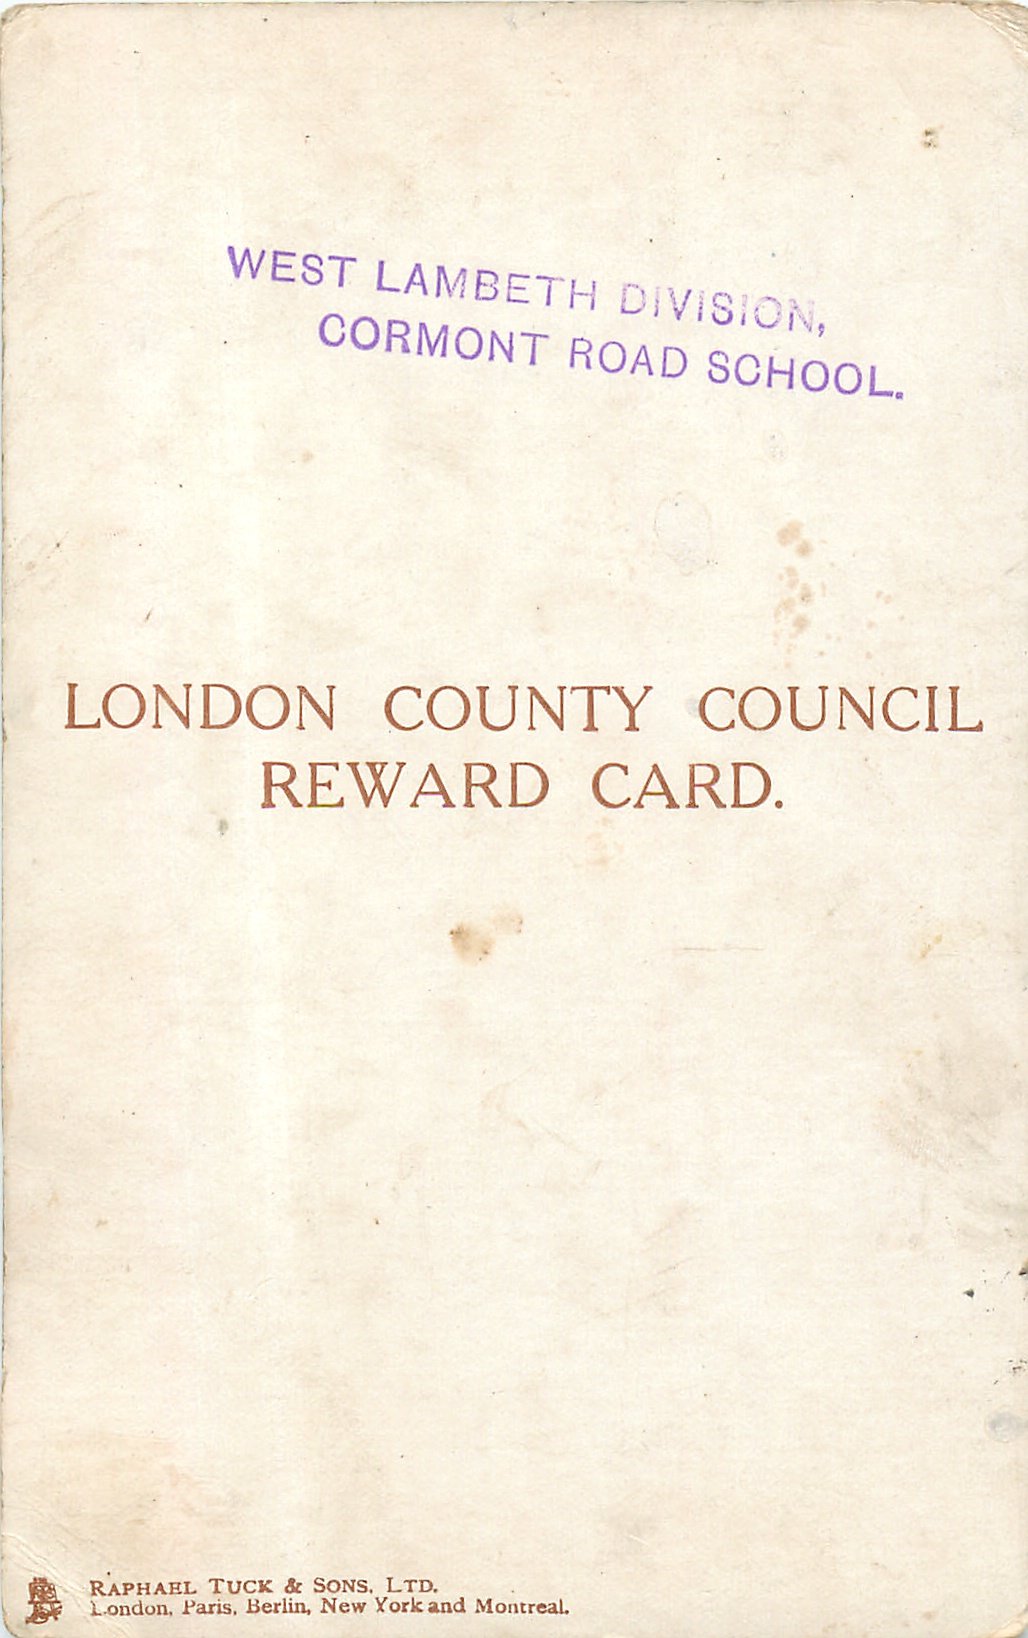 WEST LAMBETH DIVISION,
CORMONT ROAD SCHOOL.
LONDON COUNTY COUNCIL
REWARD CARD.
RAPHAEL TUCK & SONS, LTD.
London, Paris, Berlin, New York and Montreal.